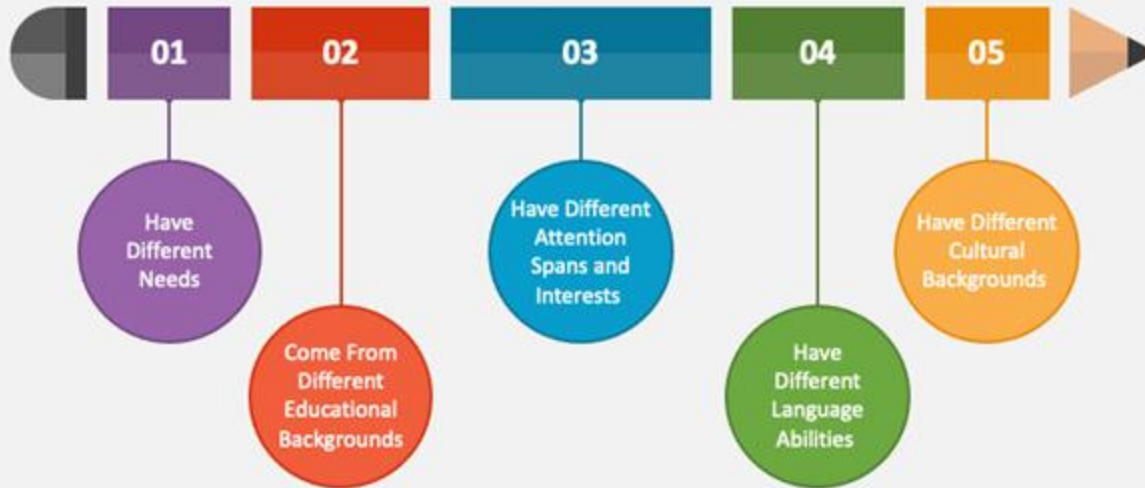 01
02
03
04
05
Have
Different
Needs
Come From
Different
Educational
Backgrounds
Have Different
Attention
Spans and
Interests
Have
Different
Language
Abilities
Have Different
Cultural
Backgrounds